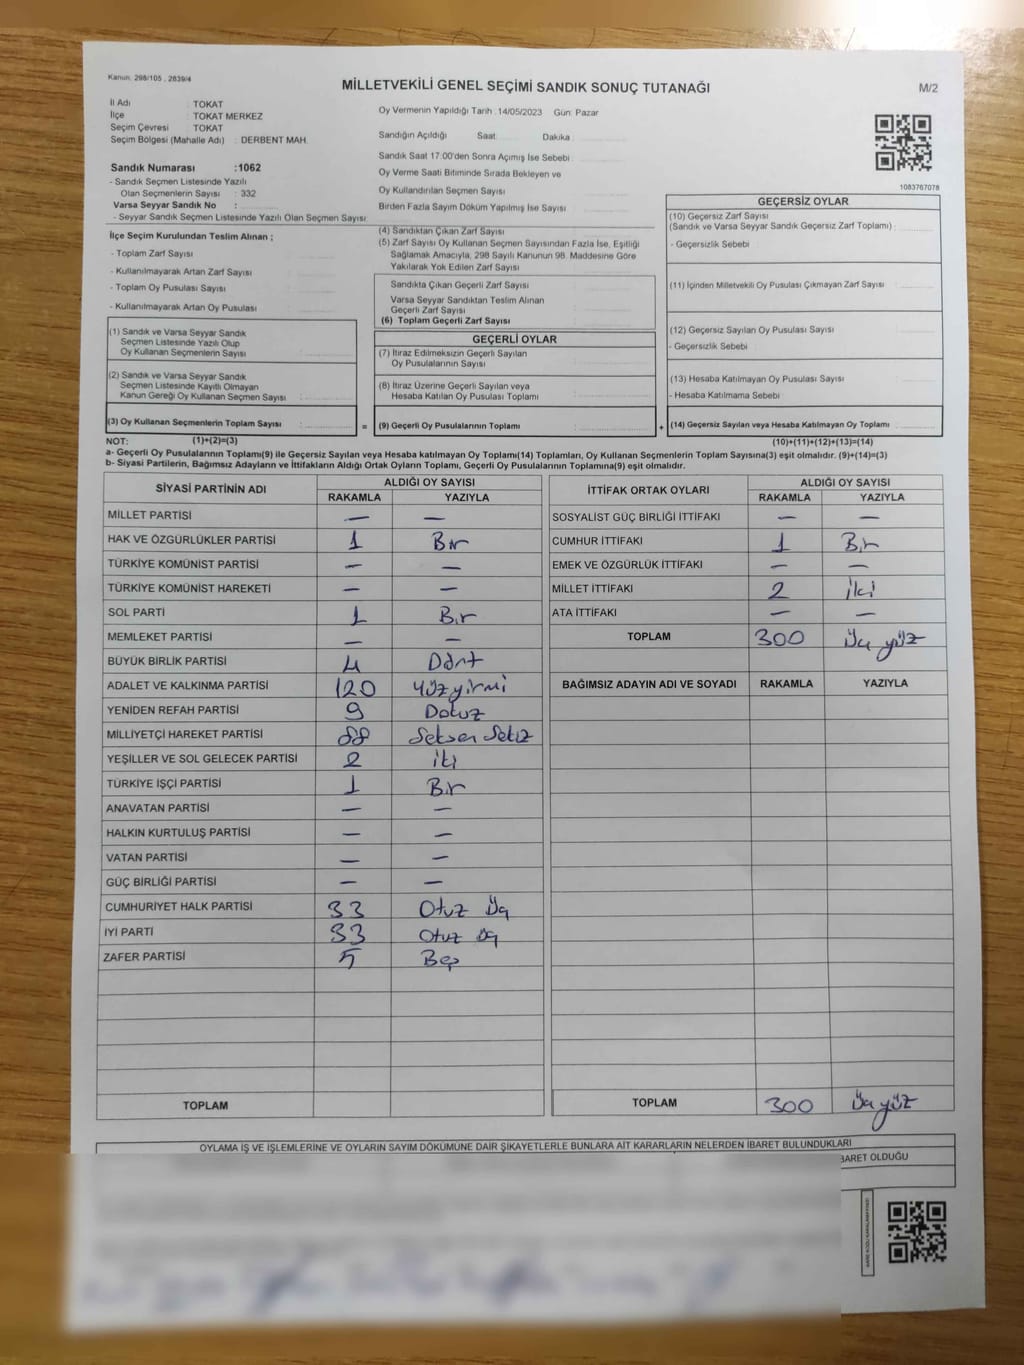 Kanun: 298/105 , 2839/4
MİLLETVEKİLİ GENEL SEÇİMİ SANDIK SONUÇ TUTANAĞI
M/2
İl Adı : TOKAT
İlçe : TOKAT MERKEZ
Seçim Çevresi : TOKAT
Seçim Bölgesi (Mahalle Adı) : DERBENT MAH.
Oy Vermenin Yapıldığı Tarih : 14/05/2023 Gün: Pazar
Sandığın Açıldığı Saat: Dakika:
Sandık Saat 17.00'den Sonra Açımış İse Sebebi
Oy Verme Saati Bitiminde Sırada Bekleyen ve
Oy Kullandırılan Seçmen Sayısı
Birden Fazla Sayım Döküm Yapılmış İse Sayısı
Sandık Numarası :1062
- Sandık Seçmen Listesinde Yazılı
Olan Seçmenlerin Sayısı : 332
Varsa Seyyar Sandık No :
- Seyyar Sandık Seçmen Listesinde Yazılı Olan Seçmen Sayısı:
1083767078
İlçe Seçim Kurulundan Teslim Alınan ;
- Toplam Zarf Sayısı
- Kullanılmayarak Artan Zarf Sayısı
- Toplam Oy Pusulası Sayısı
- Kullanılmayarak Artan Oy Pusulası
(4) Sandıktan Çıkan Zarf Sayısı
(5) Zarf Sayısı Oy Kullanan Seçmen Sayısından Fazla İse, Eşitliği
Sağlamak Amacıyla, 298 Sayılı Kanunun 98. Maddesine Göre
Yakılarak Yok Edilen Zarf Sayısı
Sandıkta Çıkan Geçerli Zarf Sayısı
Varsa Seyyar Sandıktan Teslim Alınan
Geçerli Zarf Sayısı
(6) Toplam Geçerli Zarf Sayısı
GEÇERSİZ OYLAR
(10) Geçersiz Zarf Sayısı
(Sandık ve Varsa Seyyar Sandık Geçersiz Zarf Toplamı) :
- Geçersizlik Sebebi
(11) İçinden Milletvekili Oy Pusulası Çıkmayan Zarf Sayısı
(12) Geçersiz Sayılan Oy Pusulası Sayısı
- Geçersizlik Sebebi
(13) Hesaba Katılmayan Oy Pusulası Sayısı
- Hesaba Katılmama Sebebi
(1) Sandık ve Varsa Seyyar Sandık
Seçmen Listesinde Yazılı Olup
Oy Kullanan Seçmenlerin Sayısı :
(2) Sandık ve Varsa Seyyar Sandık
Seçmen Listesinde Kayıtlı Olmayan
Kanun Gereği Oy Kullanan Seçmen Sayısı :
GEÇERLİ OYLAR
(7) İtiraz Edilmeksizin Geçerli Sayılan
Oy Pusulalarının Sayısı
(8) İtiraz Üzerine Geçerli Sayılan veya
Hesaba Katılan Oy Pusulası Toplamı
(3) Oy Kullanan Seçmenlerin Toplam Sayısı : = (9) Geçerli Oy Pusulalarının Toplamı + (14) Geçersiz Sayılan veya Hesaba Katılmayan Oy Toplamı :
NOT: (1)+(2)=(3) (10)+(11)+(12)+(13)=(14)
a- Geçerli Oy Pusulasının Toplamı(9) ile Geçersiz Sayılan veya Hesaba katılmayan Oy Toplamı(14) Toplamları, Oy Kullanan Seçmenlerin Toplam Sayısına(3) eşit olmalıdır. (9)+(14)=(3)
b- Siyasi Partilerin, Bağımsız Adayların ve İttifakların Aldığı Ortak Oyların Toplamı, Geçerli Oy Pusulalarının Toplamına(9) eşit olmalıdır.
SİYASİ PARTİNİN ADI ALDIĞI OY SAYISI
RAKAMLA YAZIYLA
MİLLET PARTİSİ — —
HAK VE ÖZGÜRLÜKLER PARTİSİ 1 Bir
TÜRKİYE KOMÜNİST PARTİSİ — —
TÜRKİYE KOMÜNİST HAREKETİ — —
SOL PARTİ 1 Bir
MEMLEKET PARTİSİ — —
BÜYÜK BİRLİK PARTİSİ 4 Dört
ADALET VE KALKINMA PARTİSİ 120 Yüzyirmi
YENİDEN REFAH PARTİSİ 9 Dokuz
MİLLİYETÇİ HAREKET PARTİSİ 88 Seksen Sekiz
YEŞİLLER VE SOL GELECEK PARTİSİ 2 iki
TÜRKİYE İŞÇİ PARTİSİ 1 Bir
ANAVATAN PARTİSİ — —
HALKIN KURTULUŞ PARTİSİ — —
VATAN PARTİSİ — —
GÜÇ BİRLİĞİ PARTİSİ — —
CUMHURİYET HALK PARTİSİ 33 Otuz Üç
İYİ PARTİ 33 Otuz Üç
ZAFER PARTİSİ 5 Beş
TOPLAM
İTTİFAK ORTAK OYLARI ALDIĞI OY SAYISI
RAKAMLA YAZIYLA
SOSYALİST GÜÇ BİRLİĞİ İTTİFAKI — —
CUMHUR İTTİFAKI 1 Bir
EMEK VE ÖZGÜRLÜK İTTİFAKI — —
MİLLET İTTİFAKI 2 iki
ATA İTTİFAKI — —
TOPLAM 300 Üç yüz
BAĞIMSIZ ADAYIN ADI VE SOYADI RAKAMLA YAZIYLA
TOPLAM 300 Üç yüz
OYLAMA İŞ VE İŞLEMLERİNE VE OYLARIN SAYIM DÖKÜMÜNE DAİR ŞİKAYETLERLE BUNLARA AİT KARARLARIN NELERDEN İBARET BULUNDUKLARI
BARET OLDUĞU